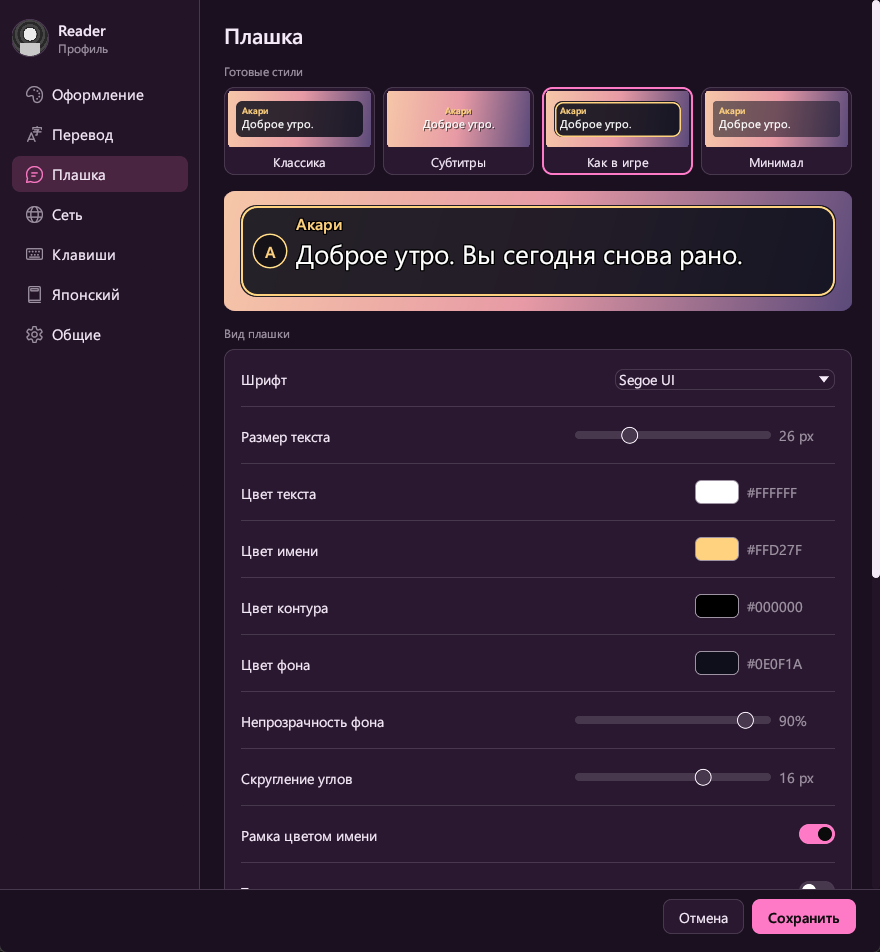 Reader
Профиль
Оформление
Перевод
Плашка
Сеть
Клавиши
Японский
Общие
Плашка
Готовые стили
Акари
Доброе утро.
Классика
Акари
Доброе утро.
Субтитры
Акари
Доброе утро.
Как в игре
Акари
Доброе утро.
Минимал
А
Акари
Доброе утро. Вы сегодня снова рано.
Вид плашки
Шрифт
Segoe UI
Размер текста
26 px
Цвет текста
#FFFFFF
Цвет имени
#FFD27F
Цвет контура
#000000
Цвет фона
#0E0F1A
Непрозрачность фона
90%
Скругление углов
16 px
Рамка цветом имени
Отмена
Сохранить